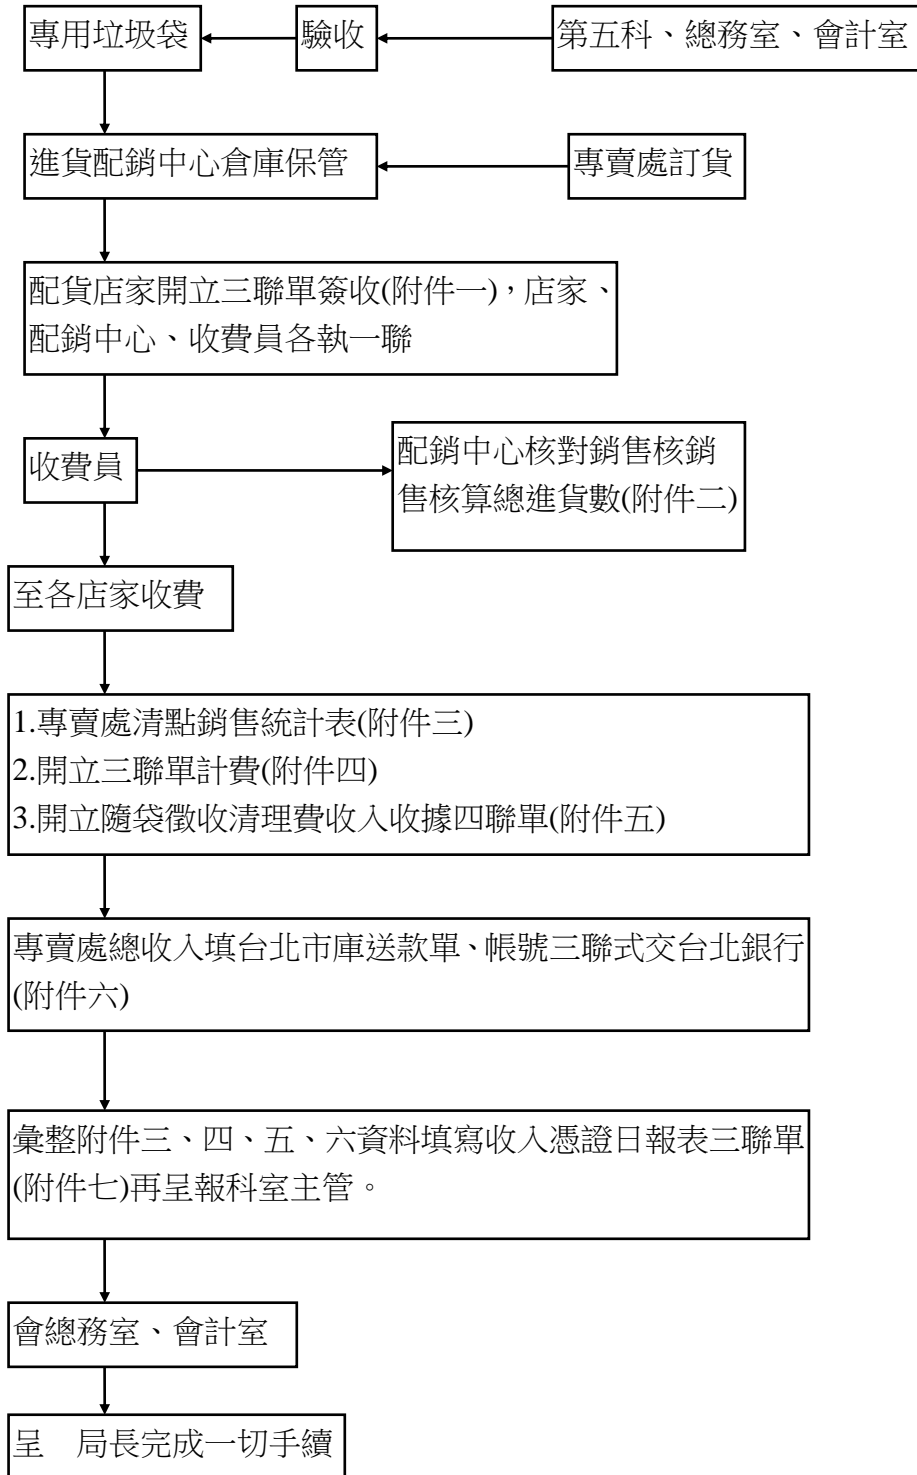 專用垃圾袋
驗收
第五科、總務室、會計室
進貨配銷中心倉庫保管
專賣處訂貨
配貨店家開立三聯單簽收(附件一)，店家、
配銷中心、收費員各執一聯
收費員
配銷中心核對銷售核銷
售核算總進貨數(附件二)
至各店家收費
1.專賣處清點銷售統計表(附件三)
2.開立三聯單計費(附件四)
3.開立隨袋徵收清理費收入收據四聯單(附件五)
專賣處總收入填台北市庫送款單、帳號三聯式交台北銀行
(附件六)
彙整附件三、四、五、六資料填寫收入憑證日報表三聯單
(附件七)再呈報科室主管。
會總務室、會計室
呈　局長完成一切手續